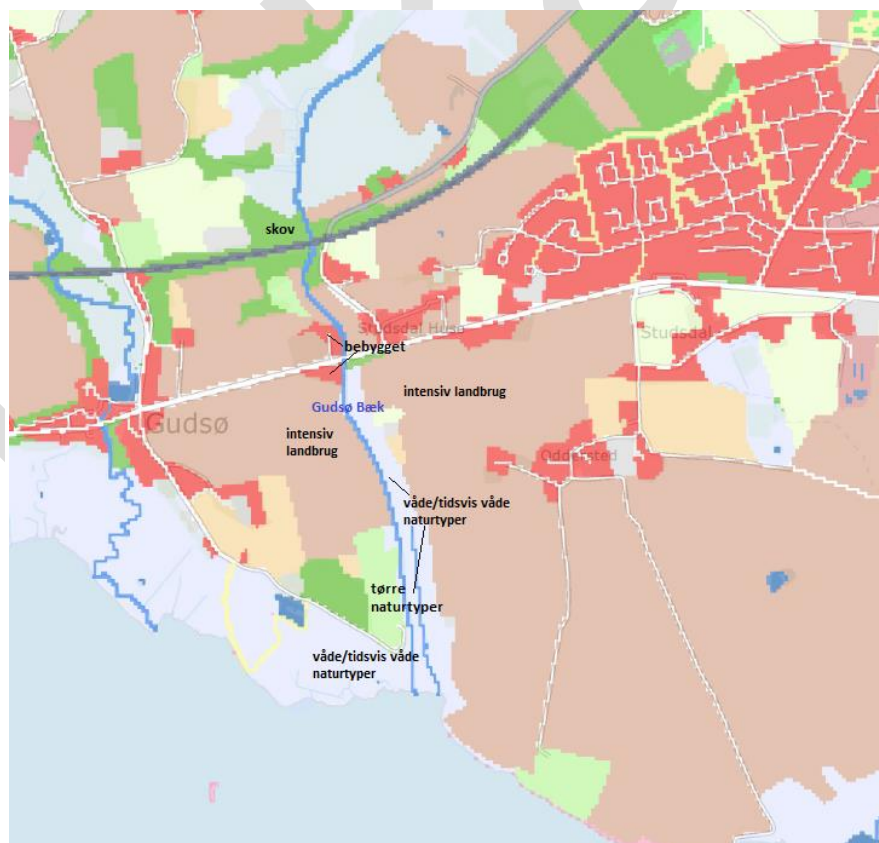 skov
Studsdal Huse
Studsdal
bebygget
intensiv landbrug
Gudsø Bæk
Gudsø
intensiv
landbrug
Oddersted
våde/tidsvis våde
naturtyper
tørre
naturtyper
våde/tidsvis våde
naturtyper